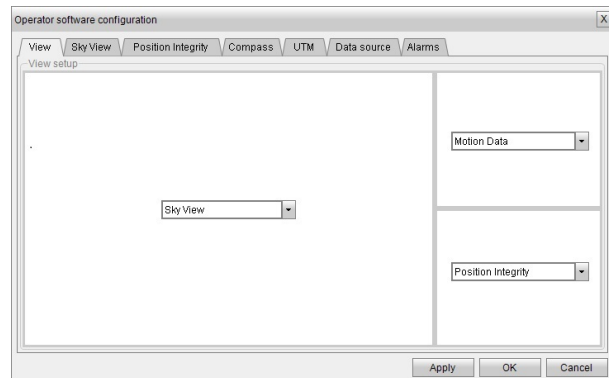 Operator software configuration X
View Sky View Position Integrity Compass UTM Data source Alarms
View setup
Motion Data
Sky View
Position Integrity
Apply OK Cancel